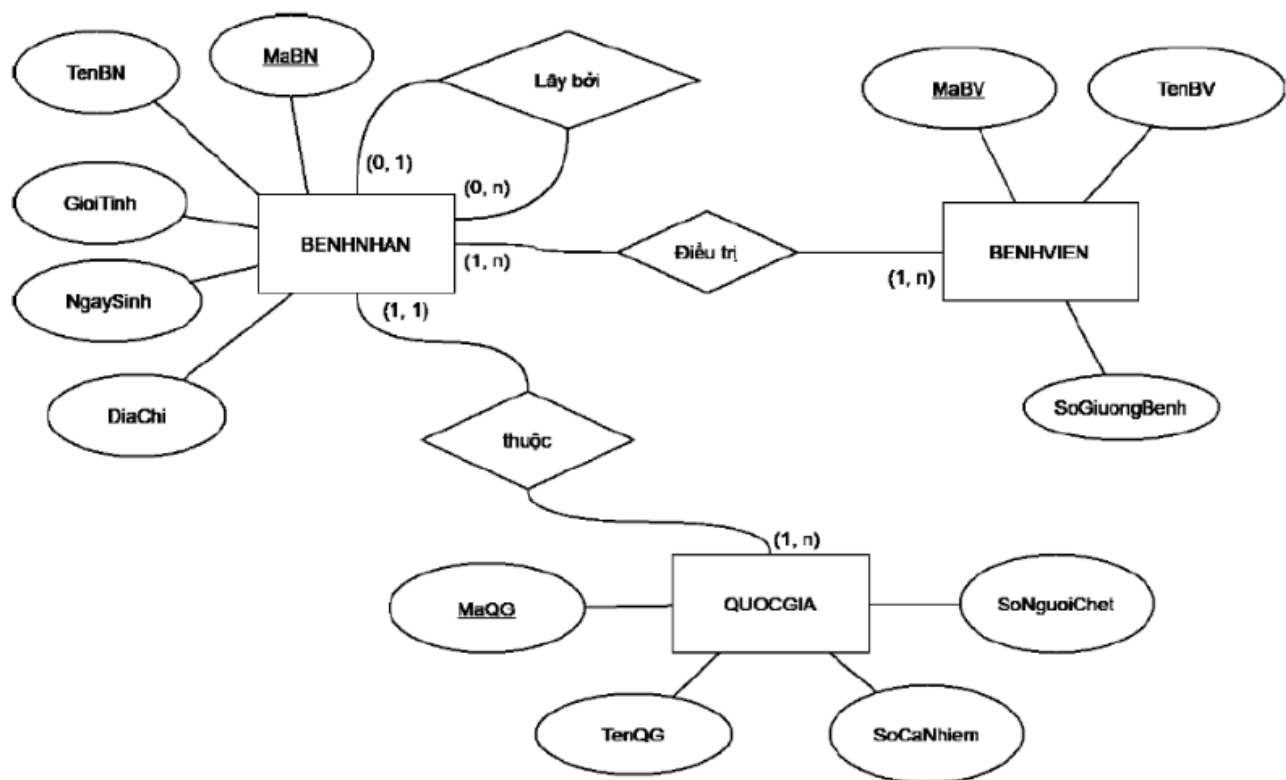 MaBN
TenBN
Lây bởi
MaBV
TenBV
(0, 1)
(0, n)
GioiTinh
BENHNHAN
(1, n)
Điều trị
BENHVIEN
(1, n)
NgaySinh
(1, 1)
DiaChi
thuộc
SoGiuongBenh
(1, n)
MaQG
QUOCGIA
SoNguoiChet
TenQG
SoCaNhiem